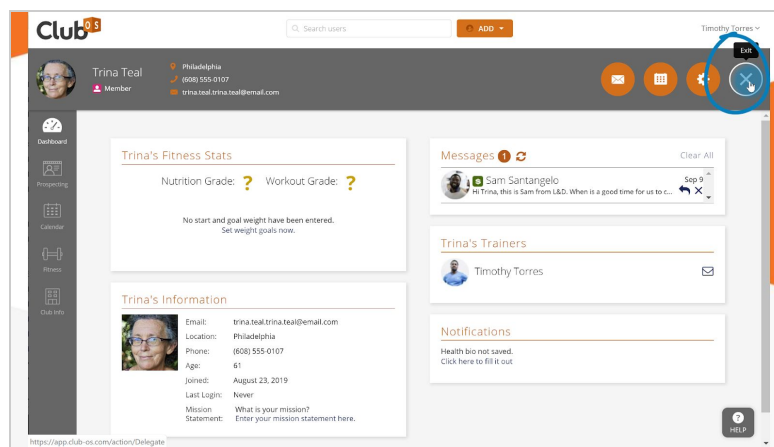 ClubOS
Search users
ADD
Timothy Torres
Exit
Trina Teal
Member
Philadelphia
(608) 555-0107
trina.teal.trina.teal@email.com
Dashboard
Prospecting
Calendar
Fitness
Club Info
Trina's Fitness Stats
Nutrition Grade: ? Workout Grade: ?
No start and goal weight have been entered.
Set weight goals now.
Messages 1
Clear All
S Sam Santangelo
Sep 9
Hi Trina, this is Sam from L&D. When is a good time for us to c...
Trina's Trainers
Timothy Torres
Trina's Information
Email: trina.teal.trina.teal@email.com
Location: Philadelphia
Phone: (608) 555-0107
Age: 61
Joined: August 23, 2019
Last Login: Never
Mission What is your mission?
Statement: Enter your mission statement here.
Notifications
Health bio not saved.
Click here to fill it out
? HELP
https://app.club-os.com/action/Delegate